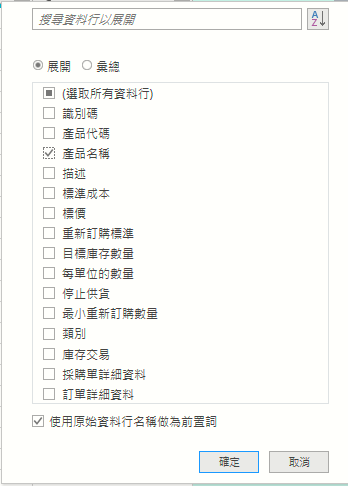 搜尋資料行以展開
A
Z
展開 彙總
(選取所有資料行)
識別碼
產品代碼
產品名稱
描述
標準成本
標價
重新訂購標準
目標庫存數量
每單位的數量
停止供貨
最小重新訂購數量
類別
庫存交易
採購單詳細資料
訂單詳細資料
使用原始資料行名稱做為前置詞
確定 取消